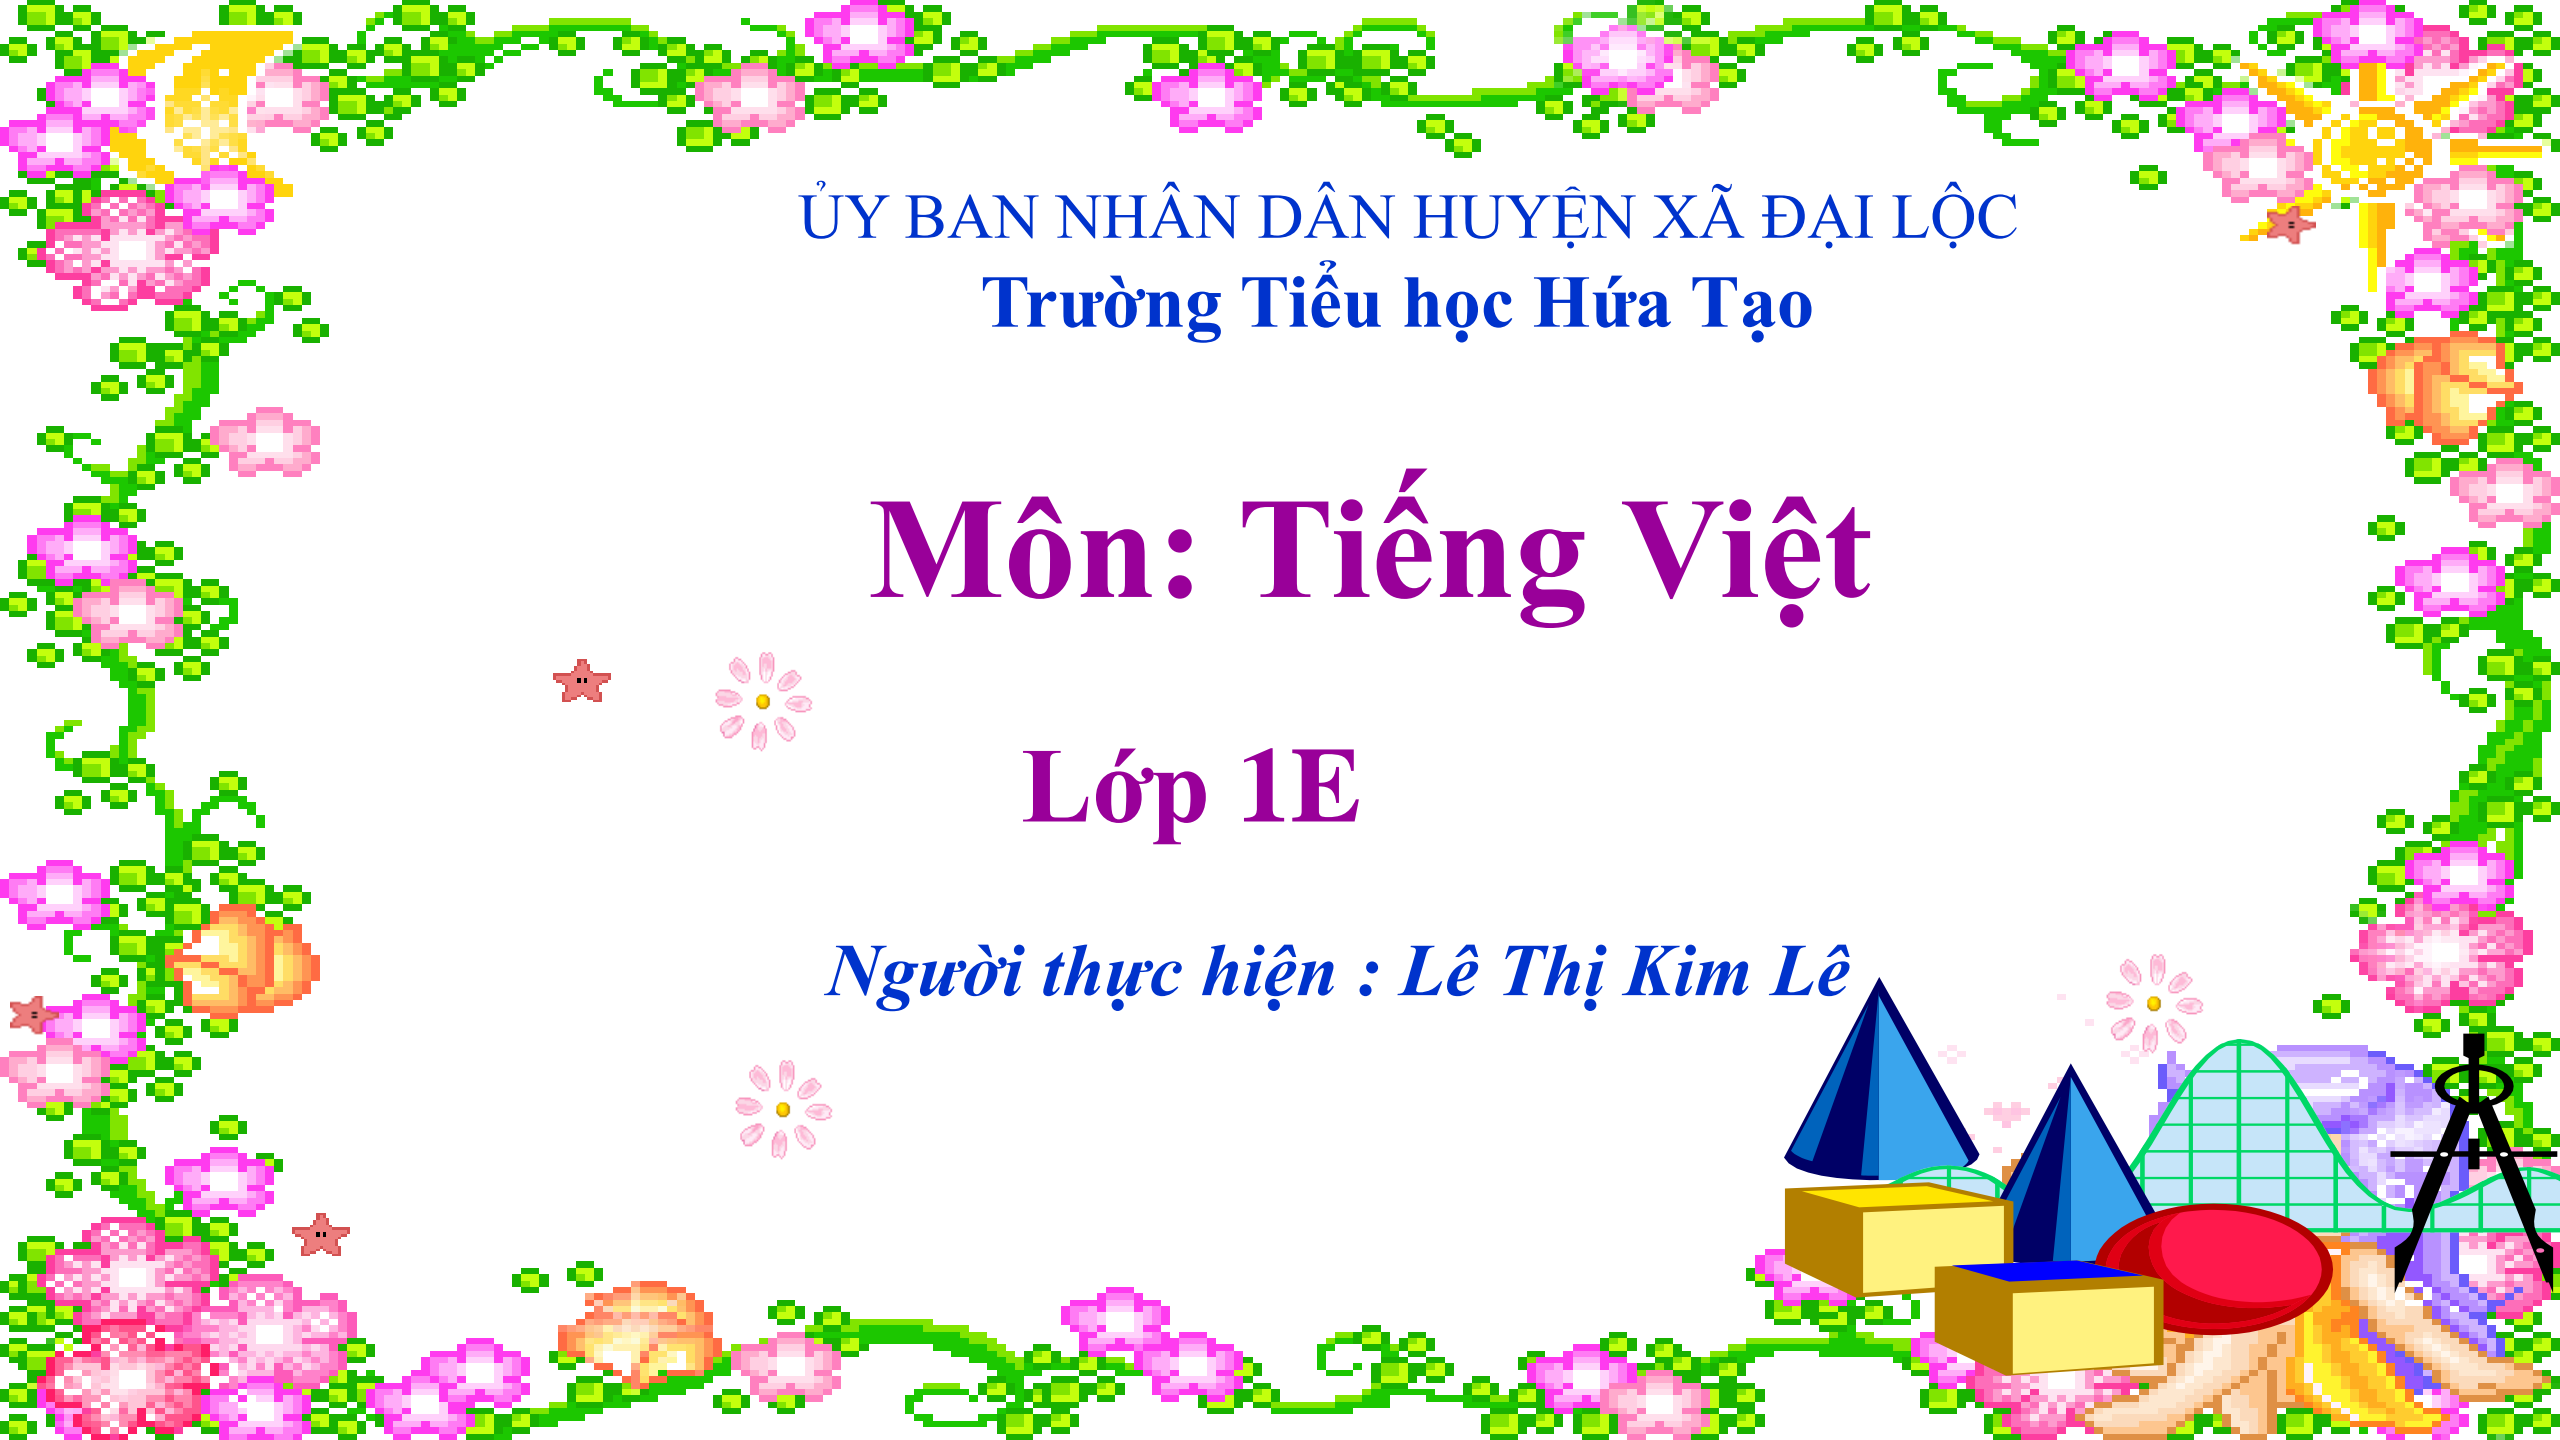 ỦY BAN NHÂN DÂN HUYỆN XÃ ĐẠI LỘC
Trường Tiểu học Hứa Tạo
Môn: Tiếng Việt
Lớp 1E
Người thực hiện : Lê Thị Kim Lê